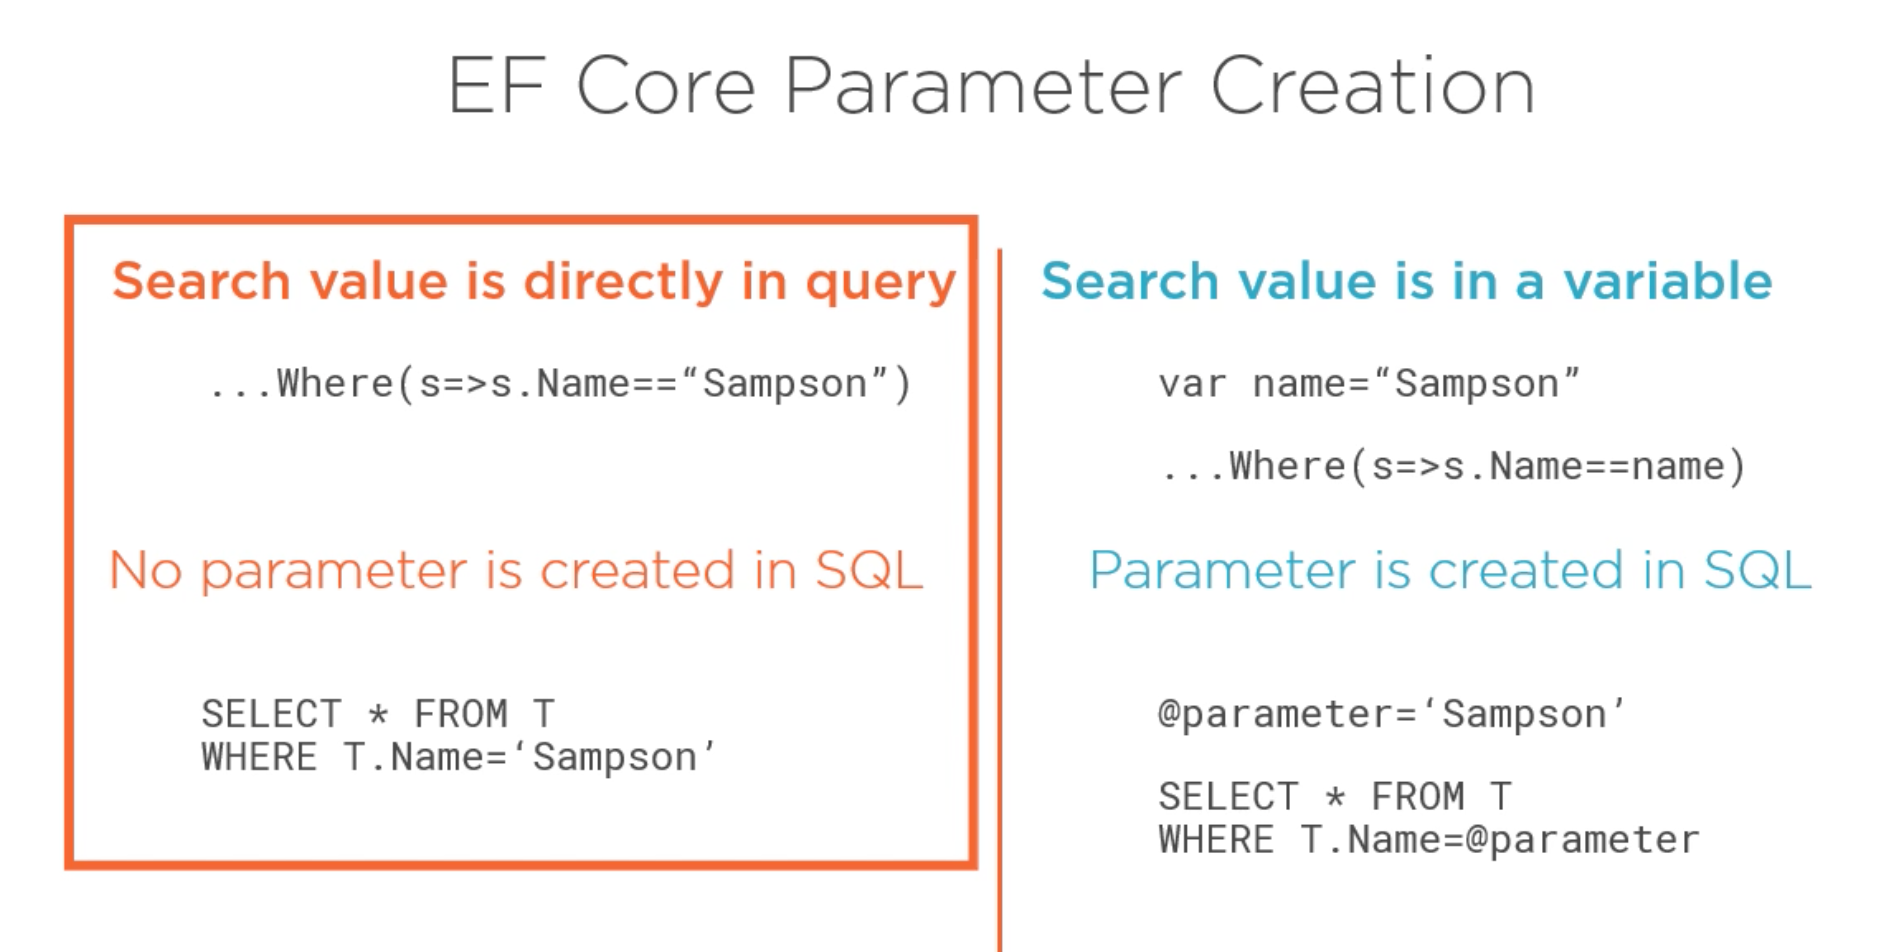 EF Core Parameter Creation
Search value is directly in query
...Where(s=>s.Name==“Sampson”)
No parameter is created in SQL
SELECT * FROM T
WHERE T.Name=‘Sampson’
Search value is in a variable
var name=“Sampson”
...Where(s=>s.Name==name)
Parameter is created in SQL
@parameter=‘Sampson’
SELECT * FROM T
WHERE T.Name=@parameter